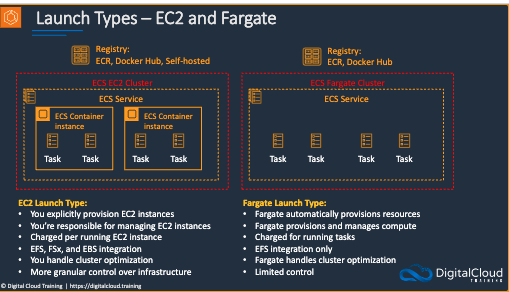 Launch Types – EC2 and Fargate
Registry:
ECR, Docker Hub, Self-hosted
Registry:
ECR, Docker Hub
ECS EC2 Cluster
ECS Service
ECS Container
instance
ECS Container
instance
Task
Task
Task
Task
ECS Fargate Cluster
ECS Service
Task
Task
Task
Task
EC2 Launch Type:
• You explicitly provision EC2 instances
• You're responsible for managing EC2 instances
• Charged per running EC2 instance
• EFS, FSx, and EBS integration
• You handle cluster optimization
• More granular control over infrastructure
Fargate Launch Type:
• Fargate automatically provisions resources
• Fargate provisions and manages compute
• Charged for running tasks
• EFS integration only
• Fargate handles cluster optimization
• Limited control
DigitalCloud
TRAINING
© Digital Cloud Training | https://digitalcloud.training